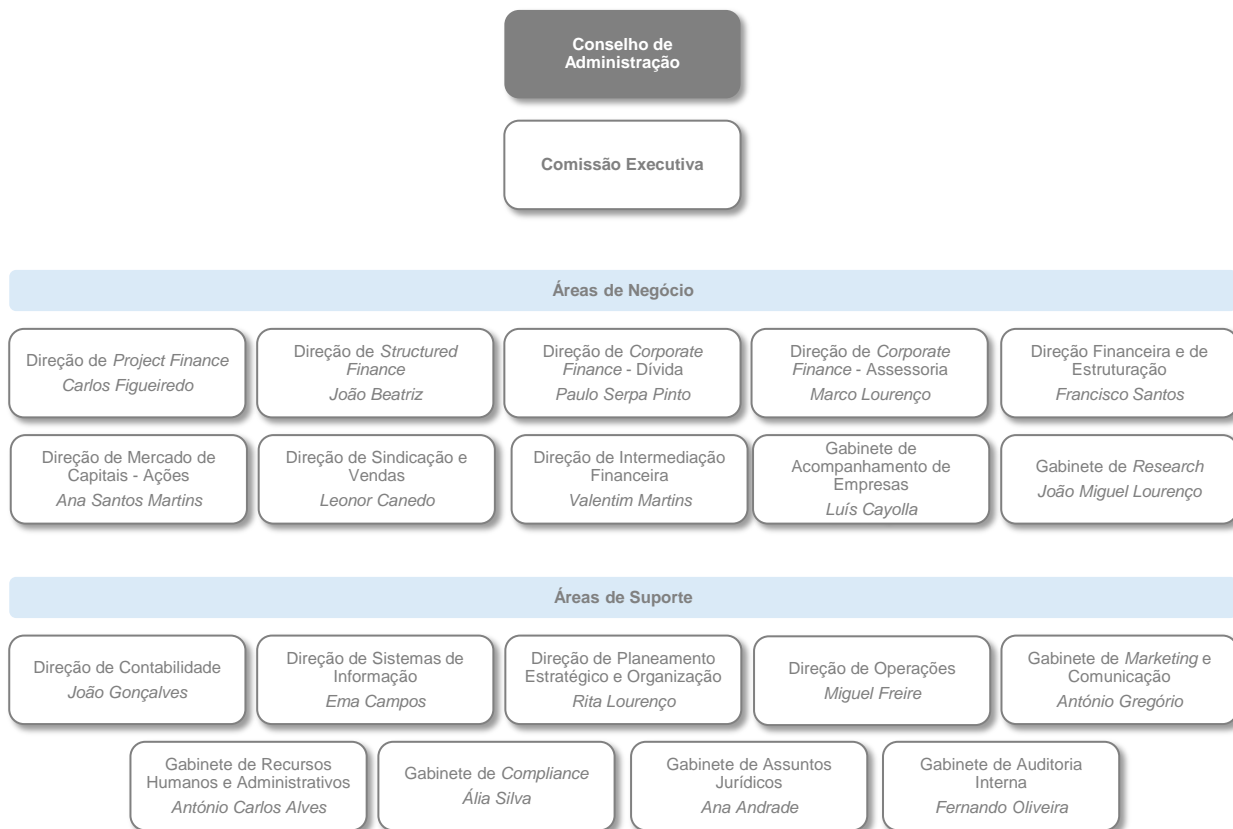 Conselho de
Administração
Comissão Executiva
Áreas de Negócio
Direção de Project Finance
Carlos Figueiredo
Direção de Structured
Finance
João Beatriz
Direção de Corporate
Finance - Dívida
Paulo Serpa Pinto
Direção de Corporate
Finance - Assessoria
Marco Lourenço
Direção Financeira e de
Estruturação
Francisco Santos
Direção de Mercado de
Capitais - Ações
Ana Santos Martins
Direção de Sindicação e
Vendas
Leonor Canedo
Direção de Intermediação
Financeira
Valentim Martins
Gabinete de
Acompanhamento de
Empresas
Luís Cayolla
Gabinete de Research
João Miguel Lourenço
Áreas de Suporte
Direção de Contabilidade
João Gonçalves
Direção de Sistemas de
Informação
Ema Campos
Direção de Planeamento
Estratégico e Organização
Rita Lourenço
Direção de Operações
Miguel Freire
Gabinete de Marketing e
Comunicação
António Gregório
Gabinete de Recursos
Humanos e Administrativos
António Carlos Alves
Gabinete de Compliance
Ália Silva
Gabinete de Assuntos
Jurídicos
Ana Andrade
Gabinete de Auditoria
Interna
Fernando Oliveira